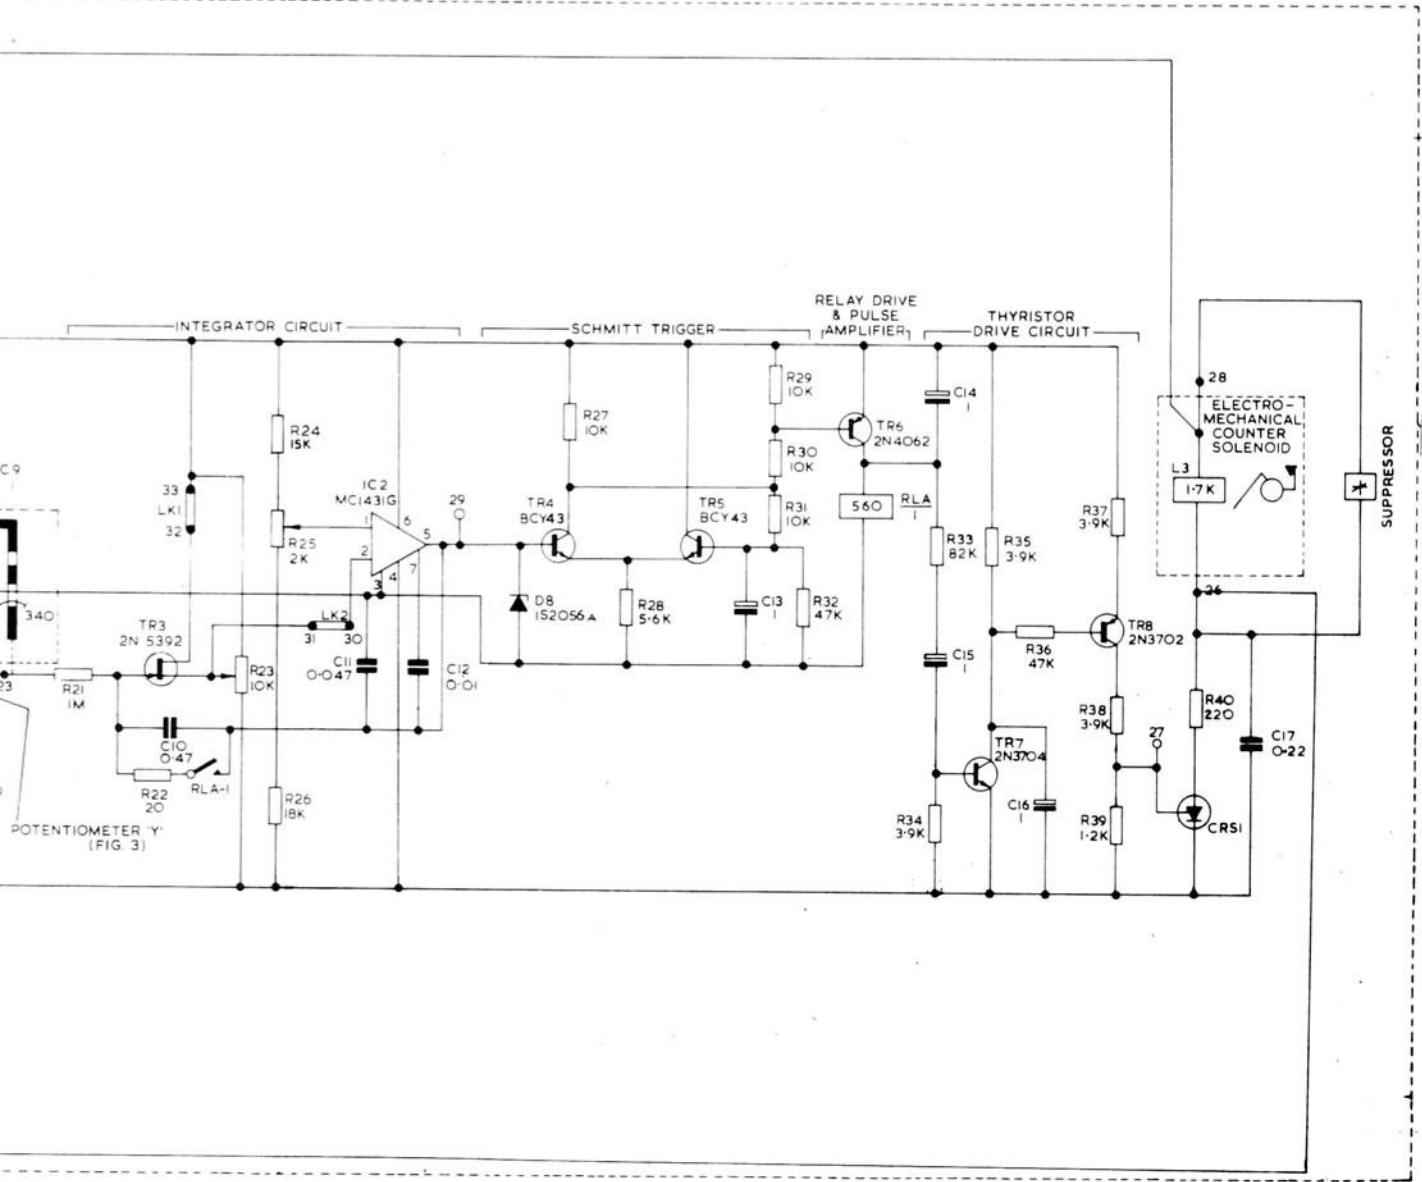 RELAY DRIVE
& PULSE
AMPLIFIER
INTEGRATOR CIRCUIT
SCHMITT TRIGGER
THYRISTOR
DRIVE CIRCUIT
C9
340
23
R21
1M
33
LK1
32
TR3
2N 5392
C10
0.47
R22
20
RLA-1
POTENTIOMETER 'Y'
(FIG. 3)
R23
10K
R24
15K
R25
2K
R26
18K
31
LK2
30
IC2
MC1431G
1
2
3
4
5
6
7
29
C11
0.047
C12
0.01
D8
1S2056A
TR4
BCY43
R27
10K
R28
5.6K
TR5
BCY43
R29
10K
R30
10K
R31
10K
C13
1
R32
47K
TR6
2N4062
560
RLA
1
C14
1
R33
82K
C15
1
R34
3.9K
R35
3.9K
R36
47K
TR7
2N3704
C16
1
R37
3.9K
TR8
2N3702
R38
3.9K
R39
1.2K
27
CRS1
28
ELECTRO-
MECHANICAL
COUNTER
SOLENOID
L3
1.7K
26
R40
220
C17
0.22
SUPPRESSOR